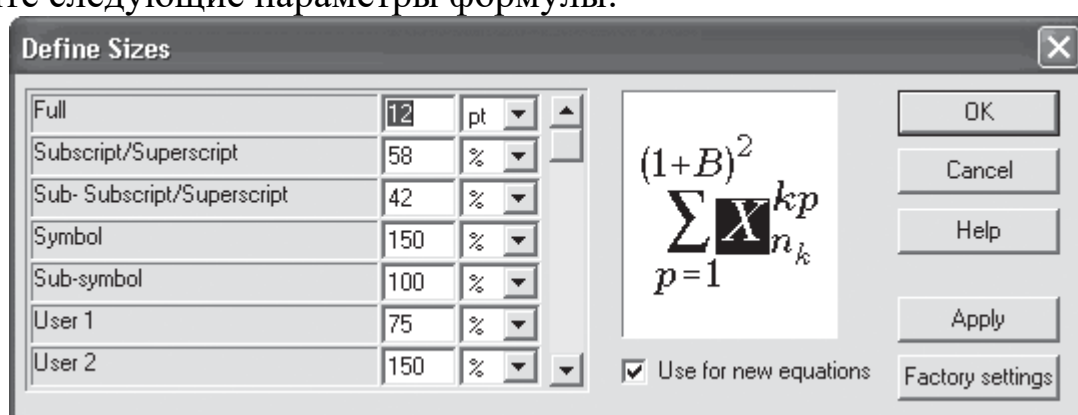 следующие параметры формулы:
Define Sizes
Full 12 pt
Subscript/Superscript 58 %
Sub- Subscript/Superscript 42 %
Symbol 150 %
Sub-symbol 100 %
User 1 75 %
User 2 150 %
(1+B)²
∑ X kp
n k
p=1
Use for new equations
OK
Cancel
Help
Apply
Factory settings